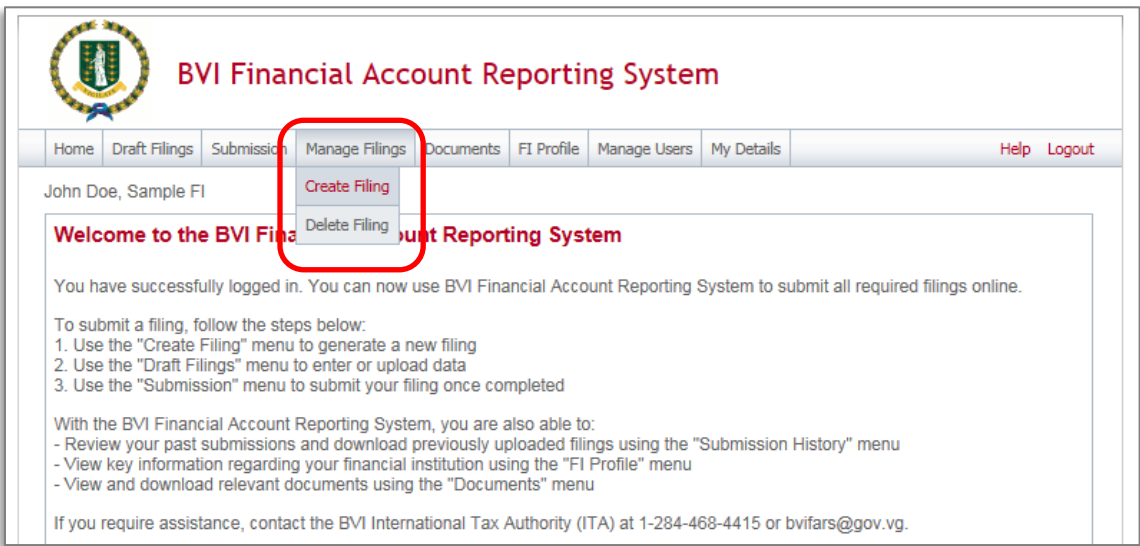 BVI Financial Account Reporting System
Home Draft Filings Submission Manage Filings Documents FI Profile Manage Users My Details Help Logout
John Doe, Sample FI
Create Filing
Delete Filing
Welcome to the BVI Fina unt Reporting System
You have successfully logged in. You can now use BVI Financial Account Reporting System to submit all required filings online.
To submit a filing, follow the steps below:
1. Use the "Create Filing" menu to generate a new filing
2. Use the "Draft Filings" menu to enter or upload data
3. Use the "Submission" menu to submit your filing once completed
With the BVI Financial Account Reporting System, you are also able to:
- Review your past submissions and download previously uploaded filings using the "Submission History" menu
- View key information regarding your financial institution using the "FI Profile" menu
- View and download relevant documents using the "Documents" menu
If you require assistance, contact the BVI International Tax Authority (ITA) at 1-284-468-4415 or bvifars@gov.vg.